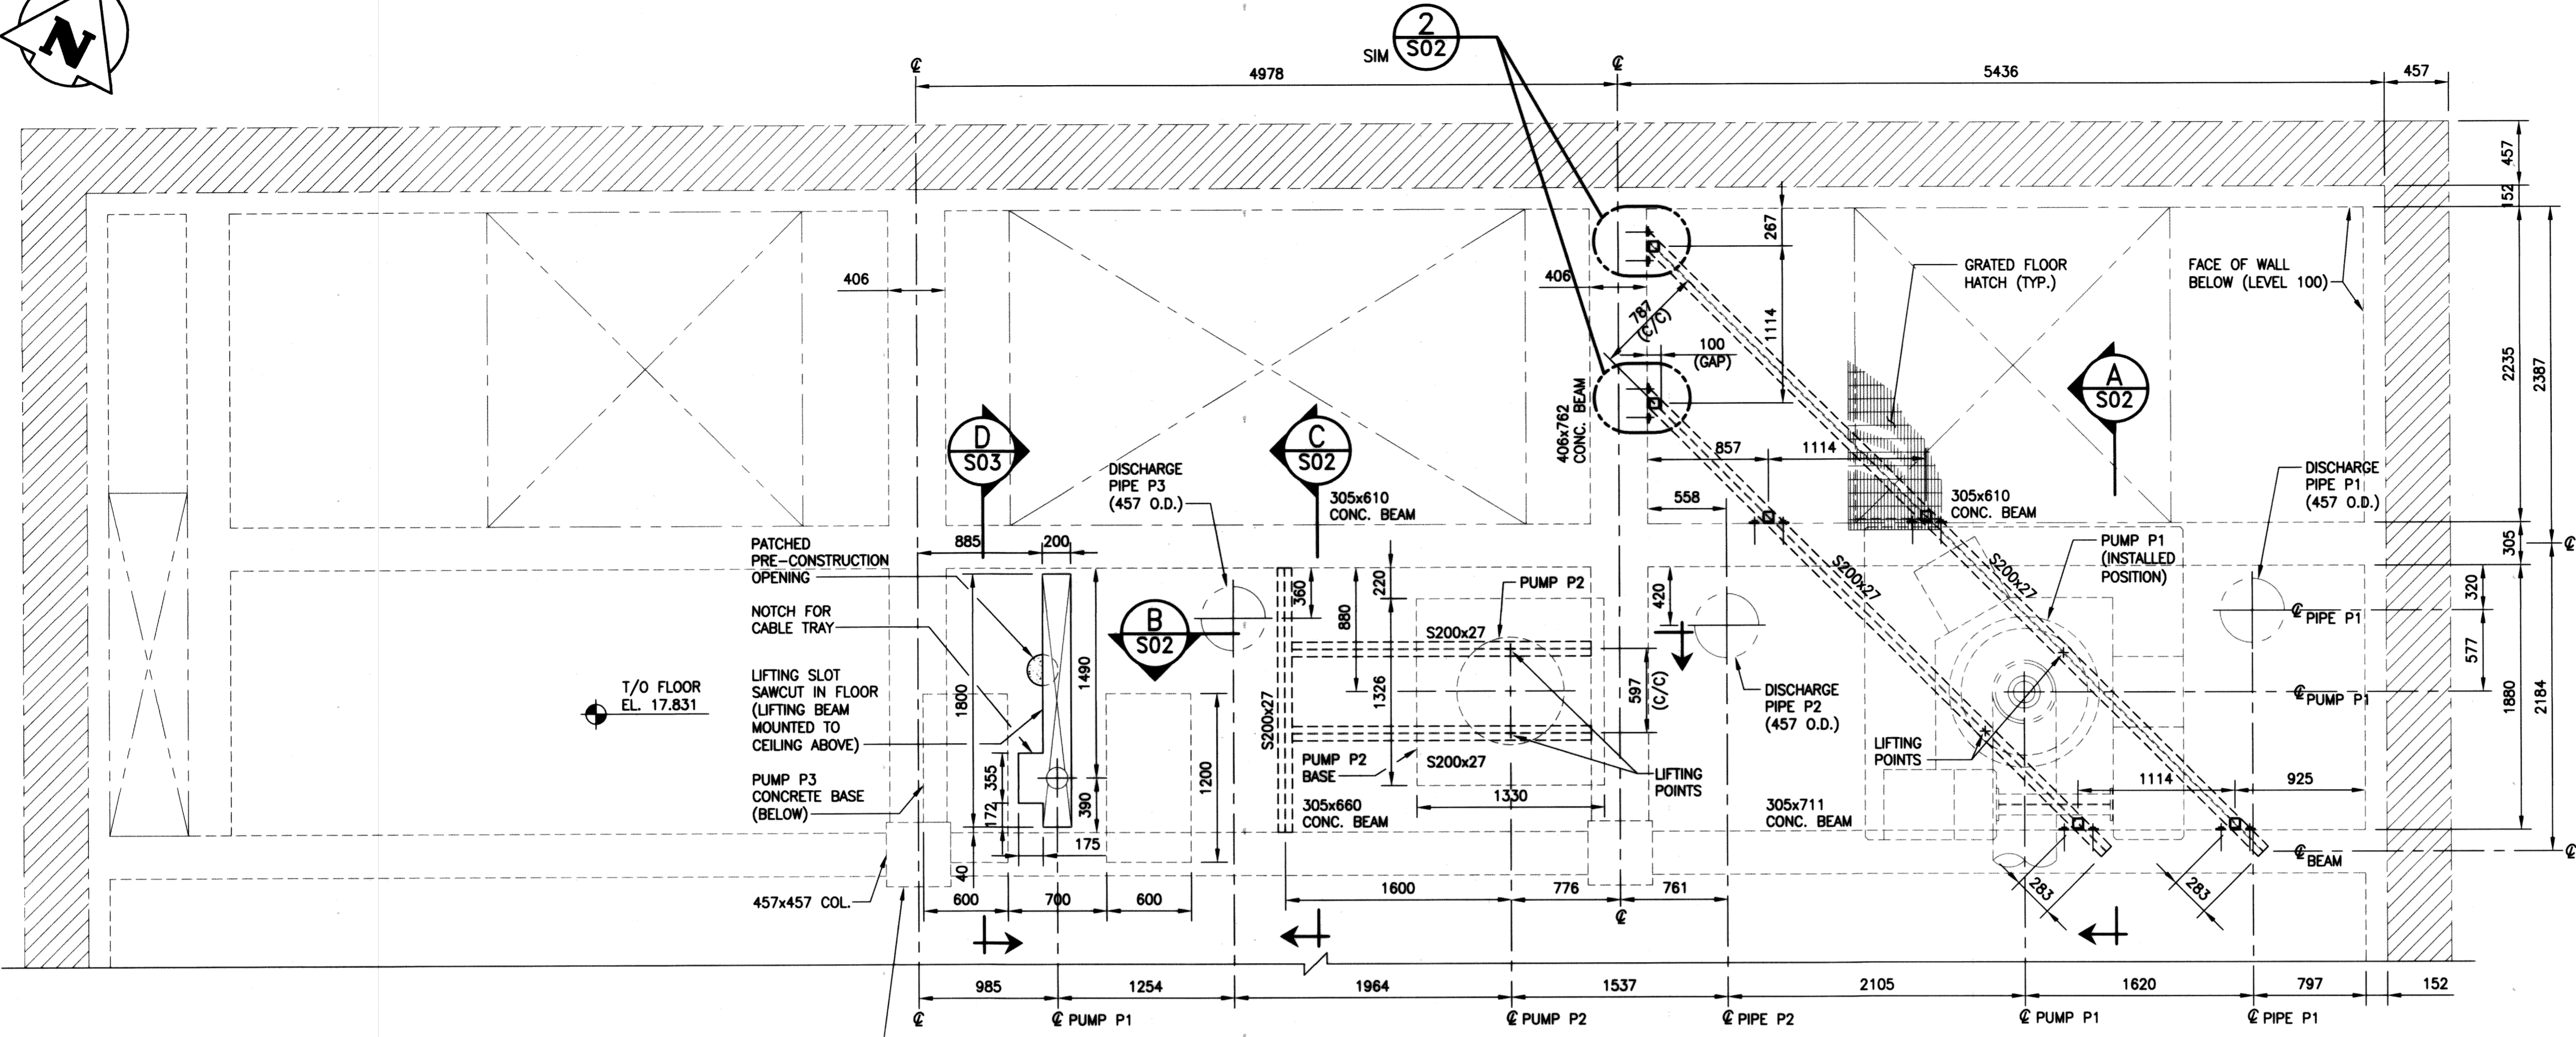 N
2
S02
SIM
℄
4978
℄
5436
457
457
152
267
406
406
787
(C/C)
1114
100
(GAP)
GRATED FLOOR
HATCH (TYP.)
FACE OF WALL
BELOW (LEVEL 100)
2235
2387
A
S02
406x762
CONC. BEAM
D
S03
C
S02
857
1114
DISCHARGE
PIPE P3
(457 O.D.)
305x610
CONC. BEAM
558
305x610
CONC. BEAM
DISCHARGE
PIPE P1
(457 O.D.)
885
200
PATCHED
PRE-CONSTRUCTION
OPENING
NOTCH FOR
CABLE TRAY
LIFTING SLOT
SAWCUT IN FLOOR
(LIFTING BEAM
MOUNTED TO
CEILING ABOVE)
PUMP P3
CONCRETE BASE
(BELOW)
T/O FLOOR
EL. 17.831
1800
1490
B
S02
360
880
220
1326
PUMP P2
S200x27
S200x27
S200x27
597
(C/C)
420
S200x27
S200x27
PUMP P1
(INSTALLED
POSITION)
305
℄
320
℄ PIPE P1
577
℄ PUMP P1
1880
2184
DISCHARGE
PIPE P2
(457 O.D.)
355
172
390
1200
PUMP P2
BASE
LIFTING
POINTS
LIFTING
POINTS
1330
305x660
CONC. BEAM
305x711
CONC. BEAM
1114
925
175
40
℄ BEAM
℄
283
283
457x457 COL.
600
700
600
1600
776
761
℄
985
1254
1964
1537
2105
1620
797
152
℄
℄ PUMP P1
℄ PUMP P2
℄ PIPE P2
℄ PUMP P1
℄ PIPE P1